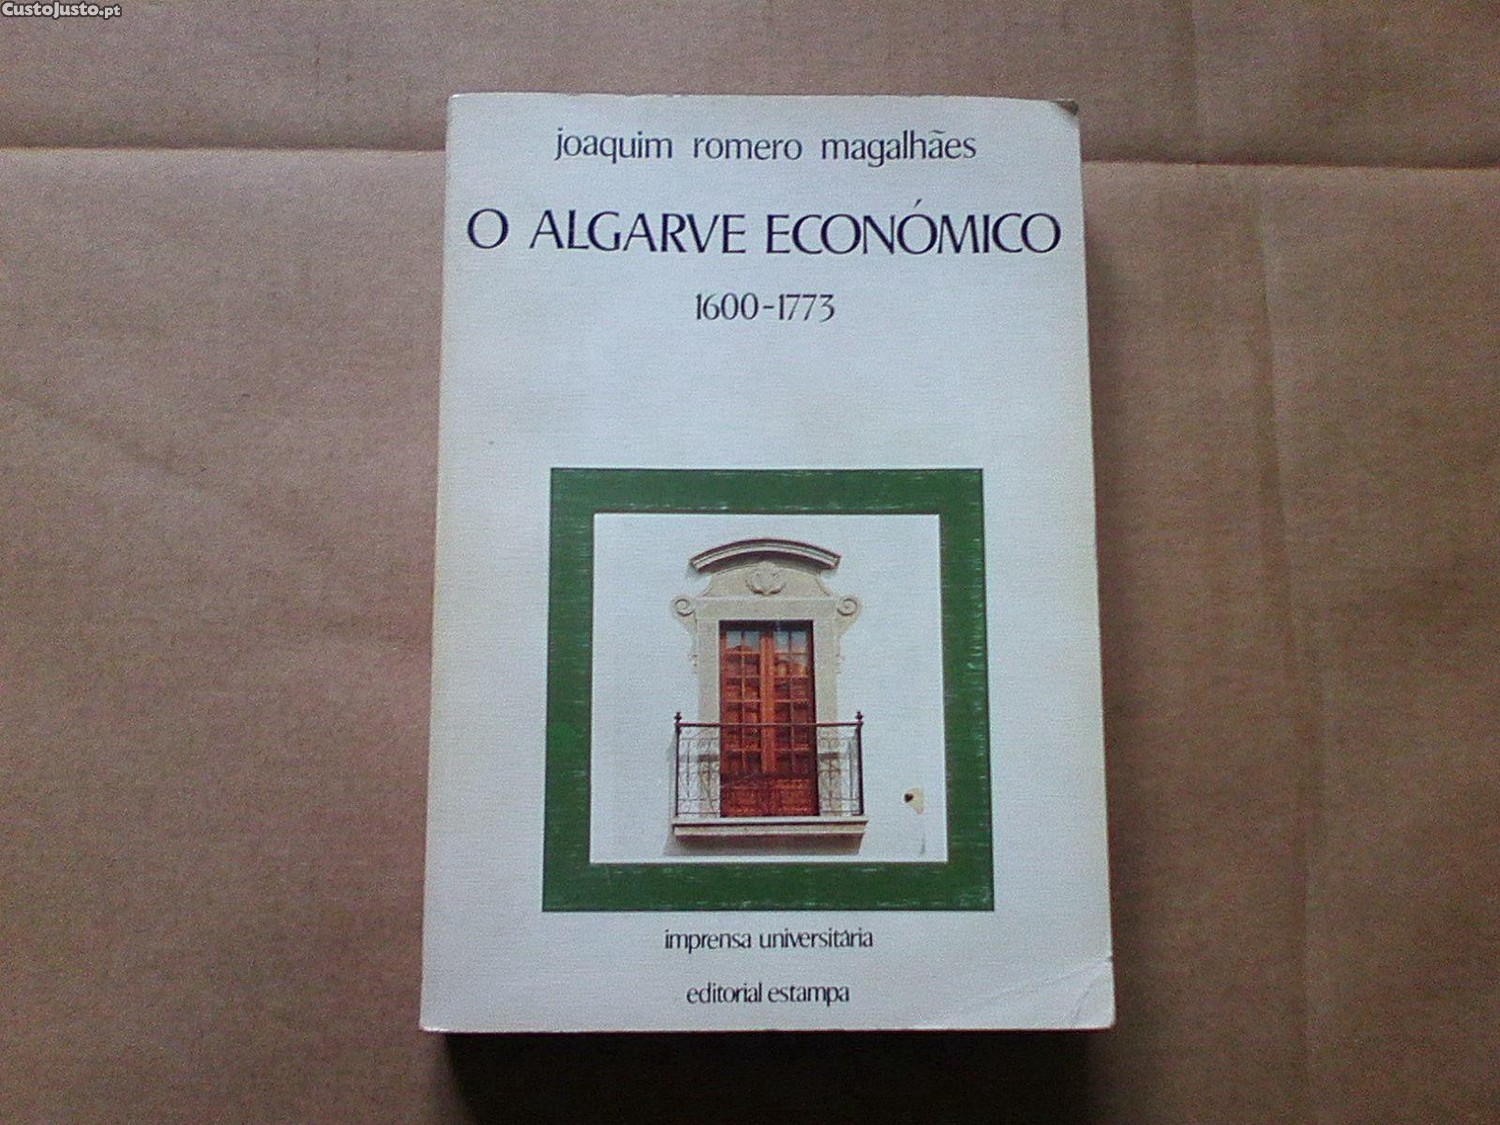 CustoJusto.pt
joaquim romero magalhães
O ALGARVE ECONÓMICO
1600-1773
imprensa universitária
editorial estampa